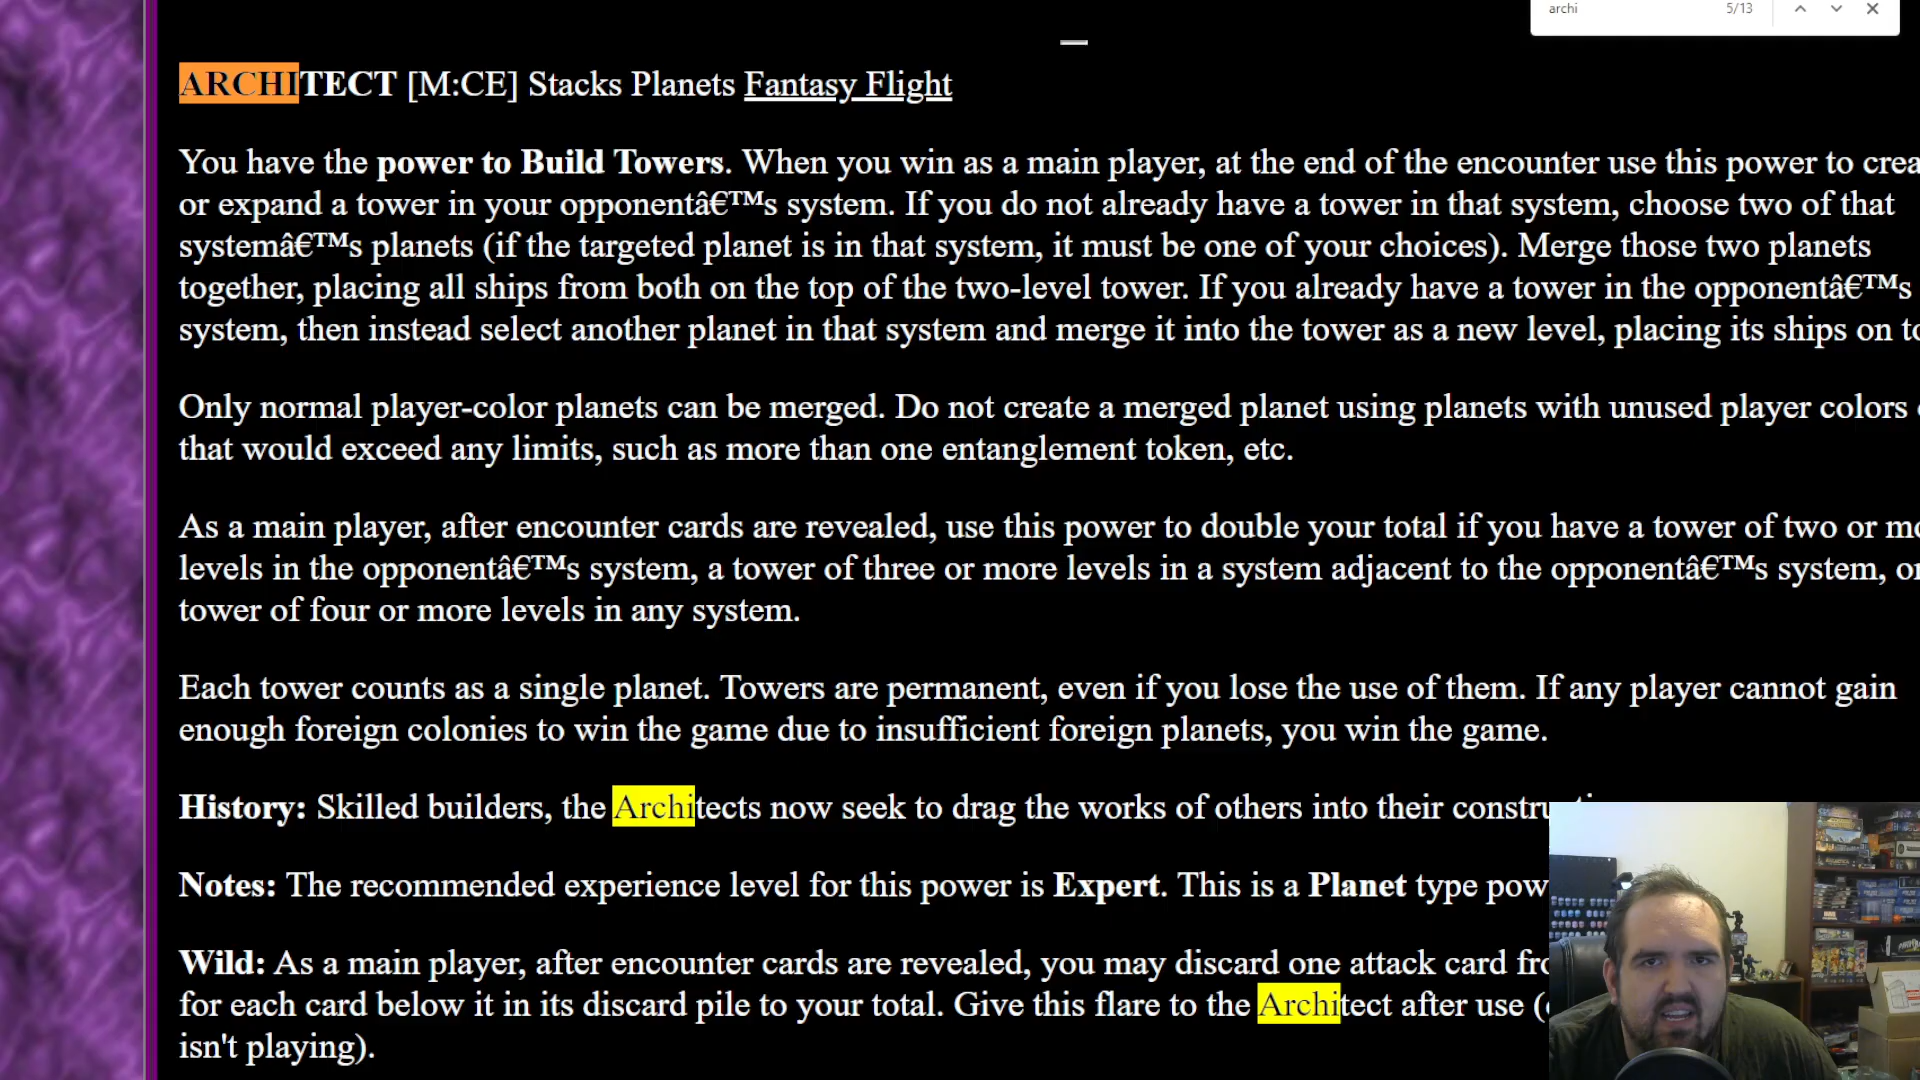 archi 5/13
ARCHITECT [M:CE] Stacks Planets Fantasy Flight
You have the power to Build Towers. When you win as a main player, at the end of the encounter use this power to
or expand a tower in your opponentâ€™s system. If you do not already have a tower in that system, choose two of that
systemâ€™s planets (if the targeted planet is in that system, it must be one of your choices). Merge those two planets
together, placing all ships from both on the top of the two-level tower. If you already have a tower in the opponentâ€™s
system, then instead select another planet in that system and merge it into the tower as a new level, placing its ships on
Only normal player-color planets can be merged. Do not create a merged planet using planets with unused player colors
that would exceed any limits, such as more than one entanglement token, etc.
As a main player, after encounter cards are revealed, use this power to double your total if you have a tower of two or
levels in the opponentâ€™s system, a tower of three or more levels in a system adjacent to the opponentâ€™s system,
tower of four or more levels in any system.
Each tower counts as a single planet. Towers are permanent, even if you lose the use of them. If any player cannot gain
enough foreign colonies to win the game due to insufficient foreign planets, you win the game.
History: Skilled builders, the Architects now seek to drag the works of others into their
Notes: The recommended experience level for this power is Expert. This is a Planet type
Wild: As a main player, after encounter cards are revealed, you may discard one attack card
for each card below it in its discard pile to your total. Give this flare to the Architect after use
isn't playing).